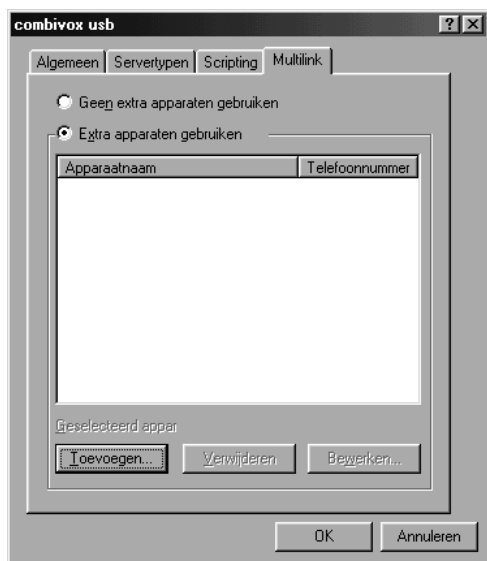 combivox usb
Algemeen Servertypen Scripting Multilink
Geen extra apparaten gebruiken
Extra apparaten gebruiken
Apparaatnaam Telefoonnummer
Geselecteerd appar
Toevoegen... Verwijderen Bewerken...
OK Annuleren